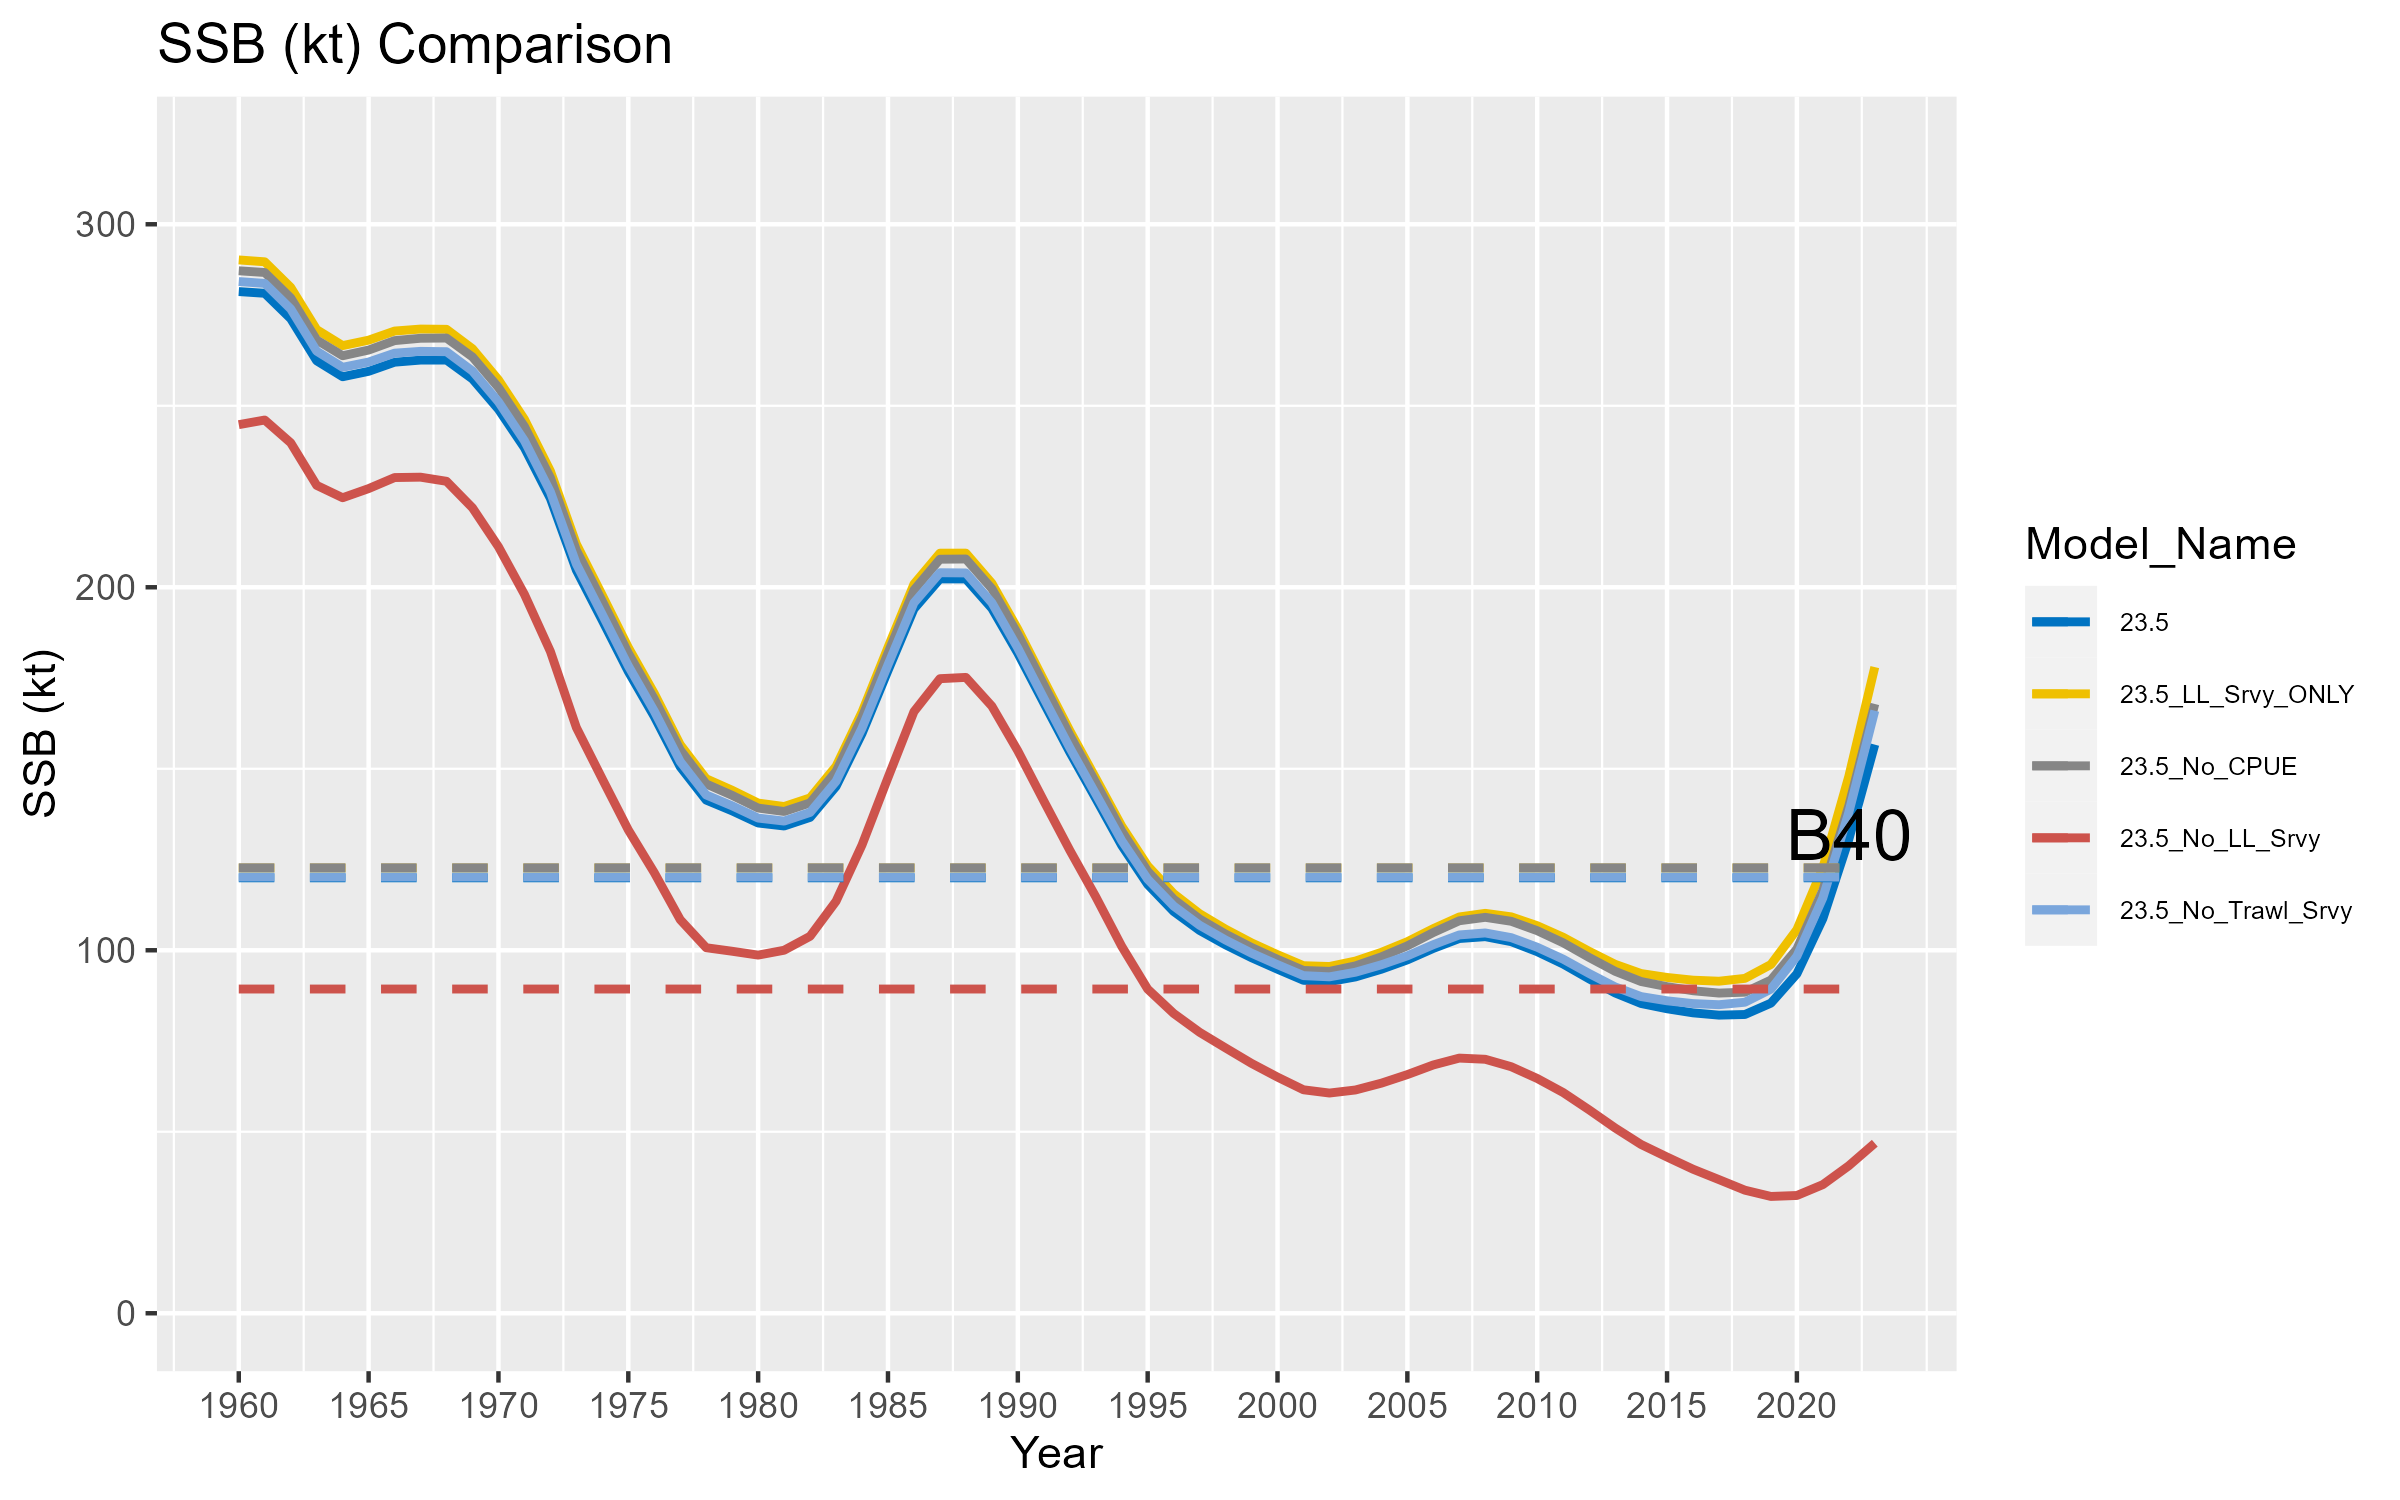 SSB (kt) Comparison
SSB (kt)
300
200
100
0
B40
1960 1965 1970 1975 1980 1985 1990 1995 2000 2005 2010 2015 2020
Year
Model_Name
23.5
23.5_LL_Srvy_ONLY
23.5_No_CPUE
23.5_No_LL_Srvy
23.5_No_Trawl_Srvy